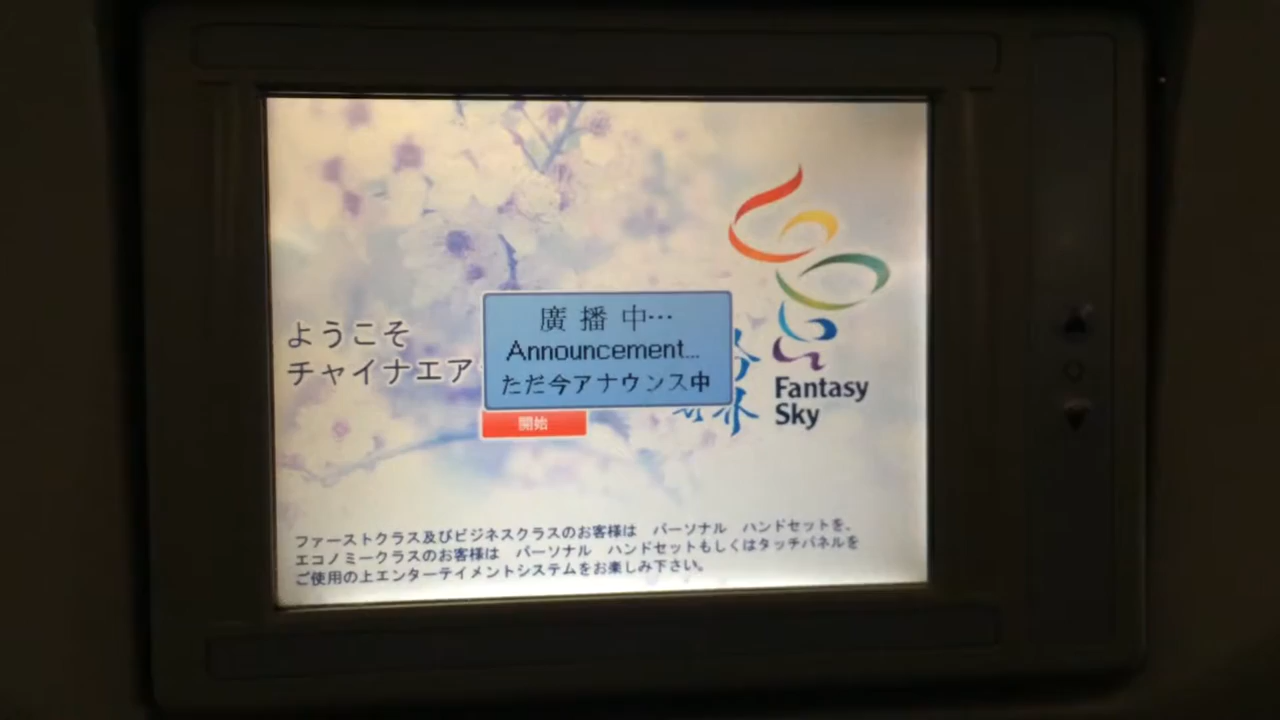 ようこそ
チャイナエア
廣 播 中…
Announcement...
ただ今アナウンス中
開始
界
Fantasy
Sky
ファーストクラス及びビジネスクラスのお客様は パーソナル ハンドセットを、
エコノミークラスのお客様は パーソナル ハンドセットもしくはタッチパネルを
ご使用の上エンターテイメントシステムをお楽しみ下さい。